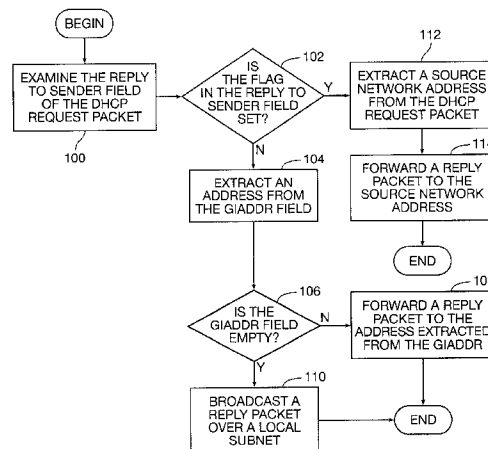 BEGIN
EXAMINE THE REPLY
TO SENDER FIELD
OF THE DHCP
REQUEST PACKET
100
102
IS
THE FLAG
IN THE REPLY TO
SENDER FIELD
SET?
Y
N
112
EXTRACT A SOURCE
NETWORK ADDRESS
FROM THE DHCP
REQUEST PACKET
104
EXTRACT AN
ADDRESS FROM
THE GIADDR FIELD
114
FORWARD A REPLY
PACKET TO THE
SOURCE NETWORK
ADDRESS
END
106
IS THE
GIADDR FIELD
EMPTY?
N
Y
10
FORWARD A REPLY
PACKET TO THE
ADDRESS EXTRACTED
FROM THE GIADDR
110
BROADCAST A
REPLY PACKET
OVER A LOCAL
SUBNET
END